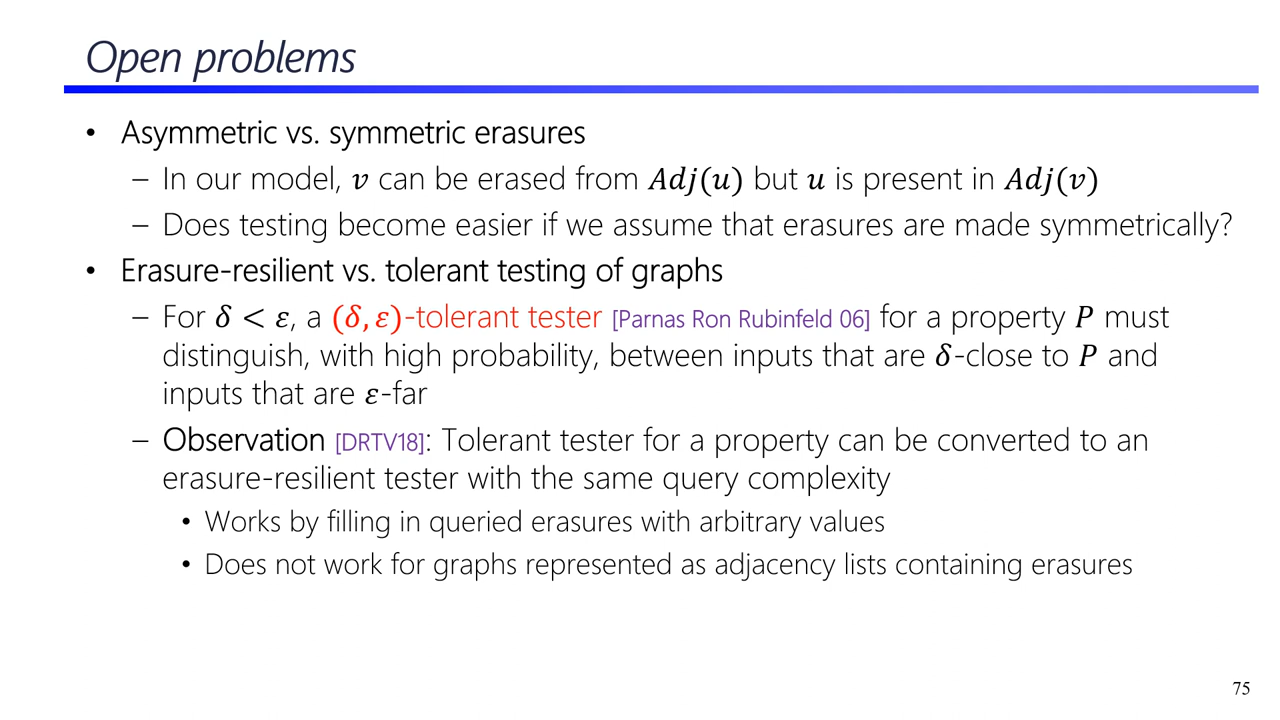 Open problems
• Asymmetric vs. symmetric erasures
– In our model, 𝒗 can be erased from 𝑨𝒅𝒋(𝒖) but 𝒖 is present in 𝑨𝒅𝒋(𝒗)
– Does testing become easier if we assume that erasures are made symmetrically?
• Erasure-resilient vs. tolerant testing of graphs
– For 𝜹 < 𝜺, a (𝜹, 𝜺)-tolerant tester [Parnas Ron Rubinfeld 06] for a property 𝑷 must
distinguish, with high probability, between inputs that are 𝜹-close to 𝑷 and
inputs that are 𝜺-far
– Observation [DRTV18]: Tolerant tester for a property can be converted to an
erasure-resilient tester with the same query complexity
• Works by filling in queried erasures with arbitrary values
• Does not work for graphs represented as adjacency lists containing erasures
75